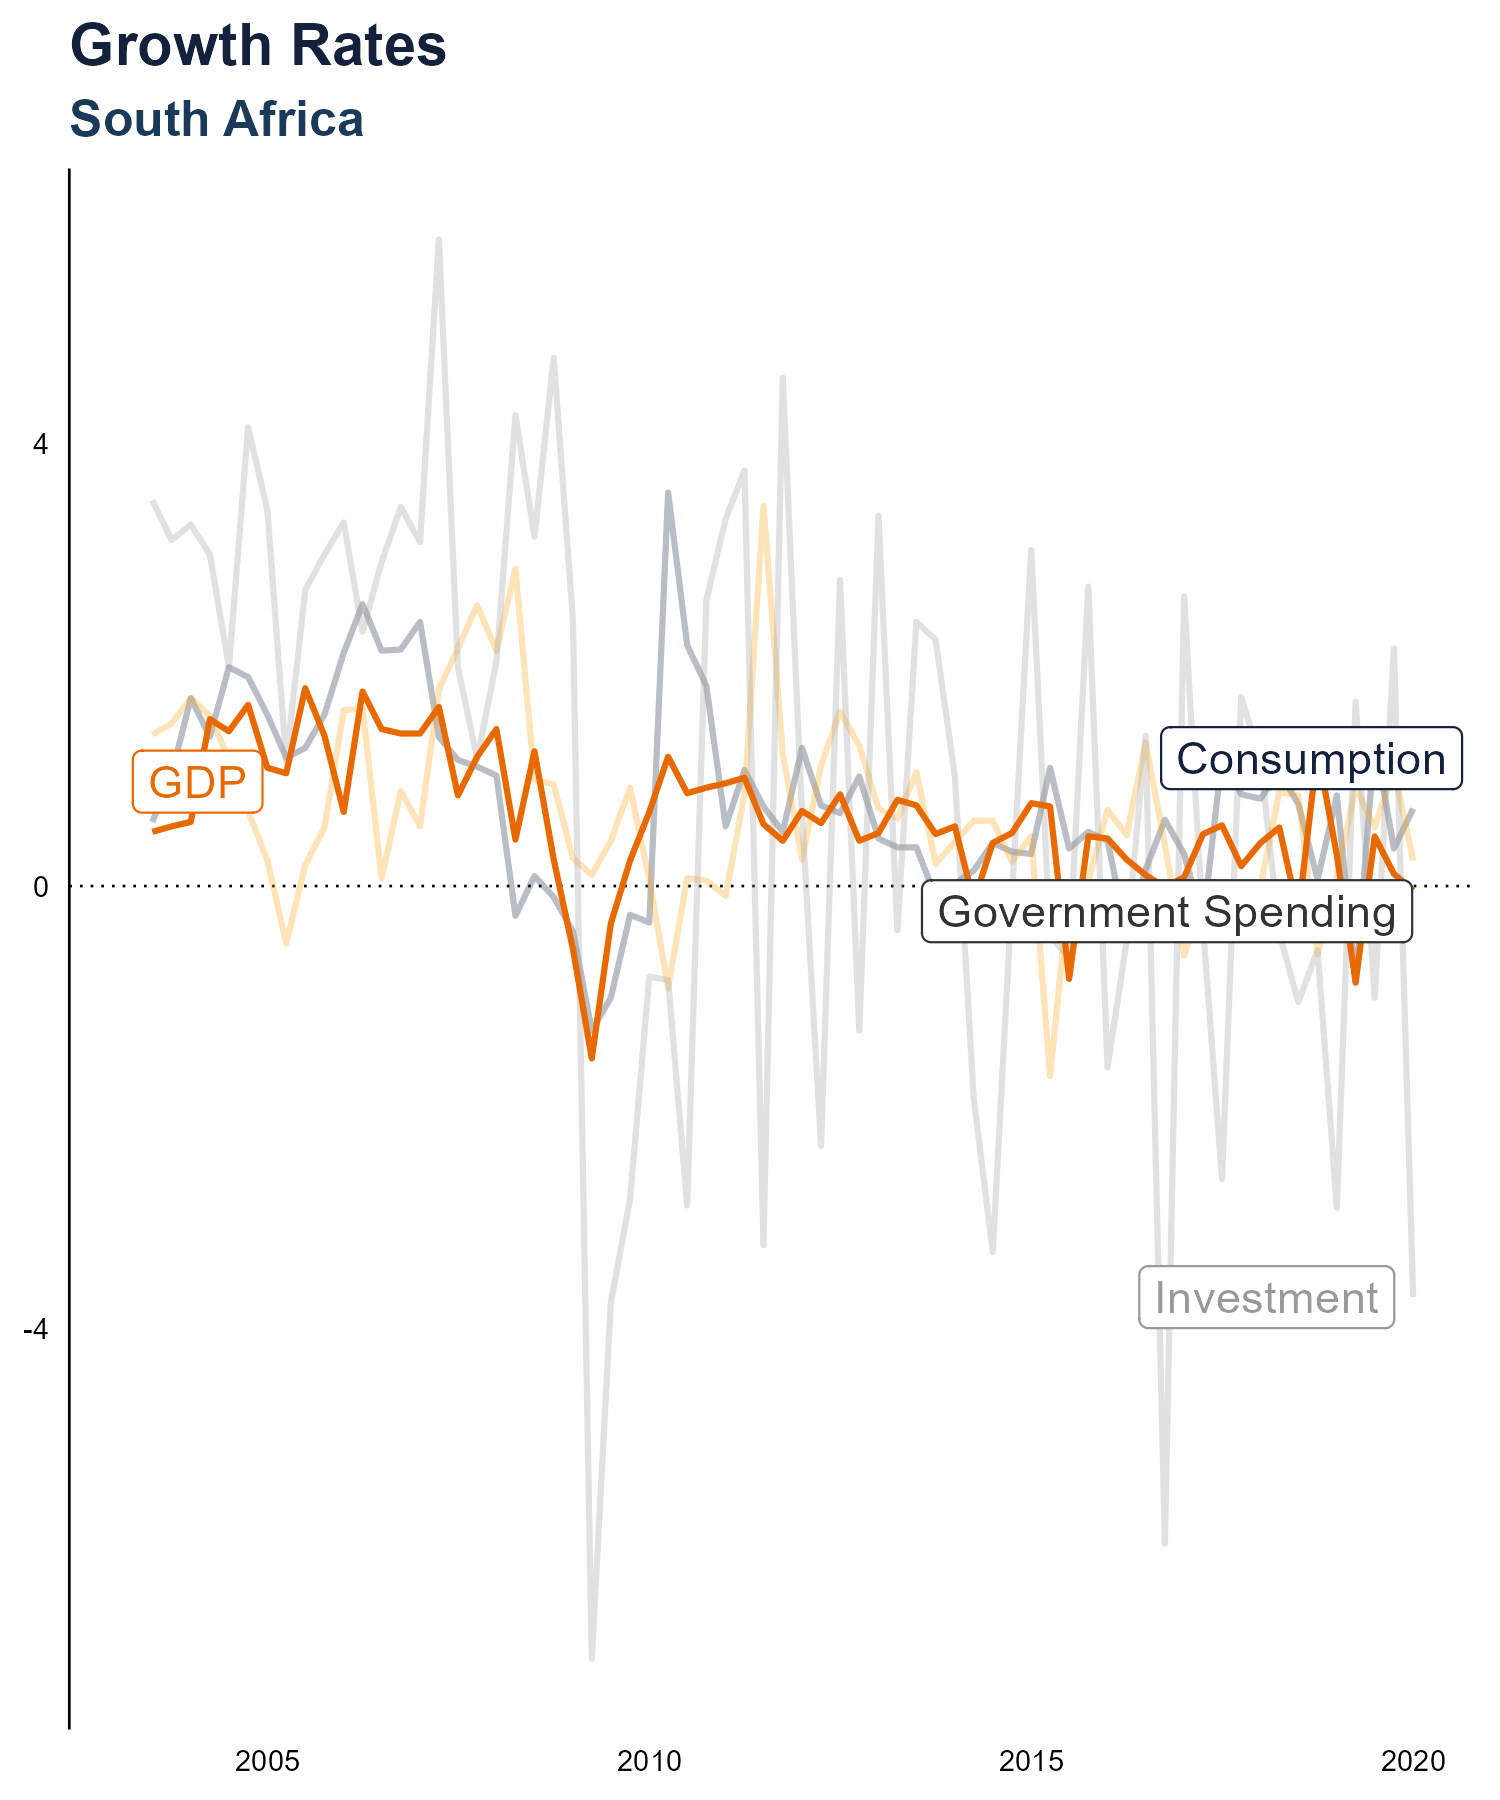 Growth Rates
South Africa
4
GDP
Consumption
0
Government Spending
Investment
-4
2005 2010 2015 2020